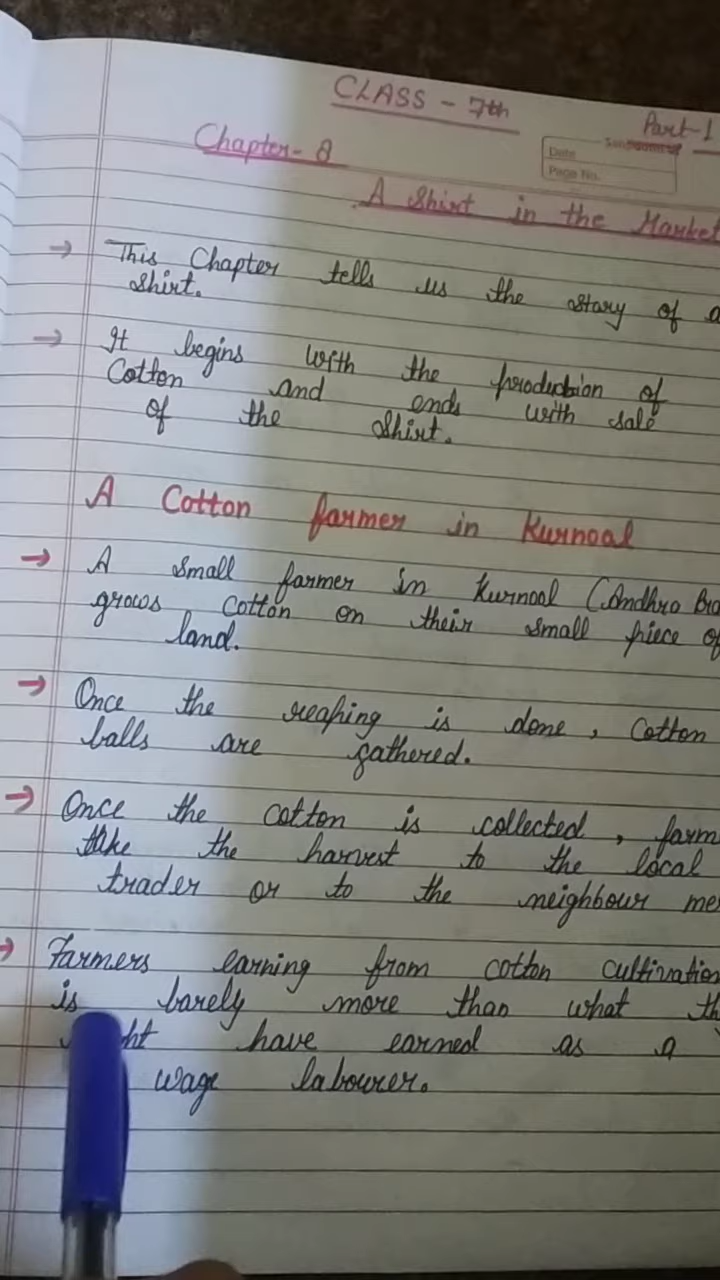 CLASS - 7th
Part-1
Chapter- 8
Date
Page No.
A Shirt in the Market
→ This Chapter tells us the story of a
shirt.
→ It begins with the production of
Cotton and ends with sale
of the shirt.
A Cotton farmer in Kurnoal
→ A small farmer in Kurnool (Andhra
grows cotton on their small piece of
land.
→ Once the reaping is done, cotton
balls are gathered.
→ Once the cotton is collected, farm
take the harvest to the local
trader or to the neighbour
→ Farmers earning from cotton cultivation
is barely more than what
have earned as a
wage labourer.